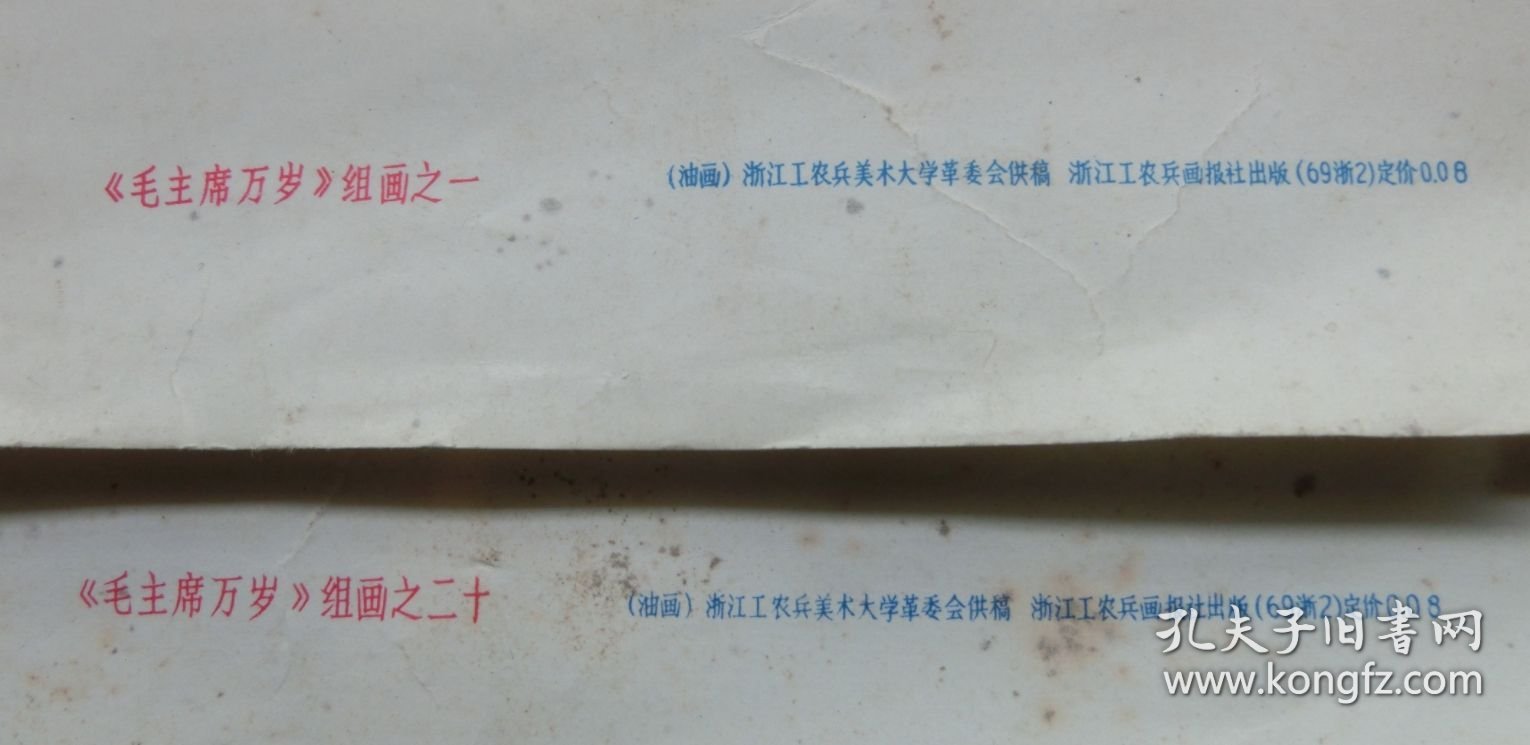 《毛主席万岁》组画之一 (油画)浙江工农兵美术大学革委会供稿 浙江工农兵画报社出版(69浙2)定价0.08
《毛主席万岁》组画之二十 (油画)浙江工农兵美术大学革委会供稿 浙江工农兵画报社出版(69浙2)定价0.08
孔夫子旧書网
www.kongfz.com